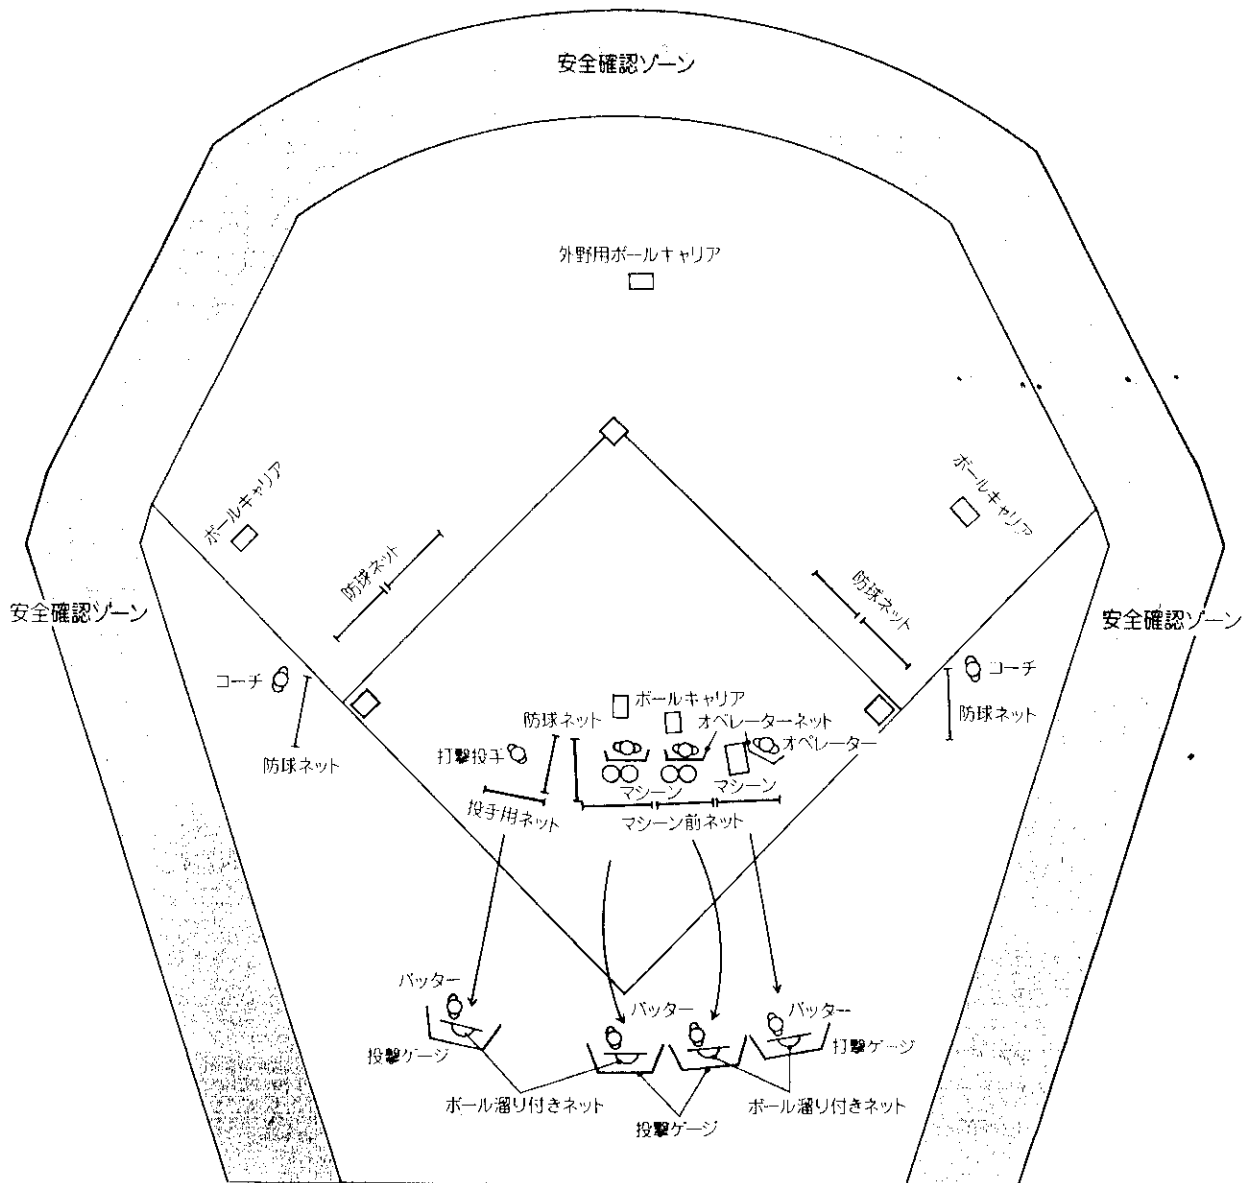 安全確認ゾーン
外野用ボールキャリア
ボールキャリア
ボールキャリア
防球ネット
防球ネット
安全確認ゾーン
安全確認ゾーン
コーチ
コーチ
防球ネット
防球ネット
ボールキャリア
防球ネット
オペレーターネット
オペレーター
打撃投手
マシーン
マシーン
投手用ネット
マシーン前ネット
バッター
バッター
バッター
投撃ゲージ
打撃ゲージ
ボール溜り付きネット
ボール溜り付きネット
投撃ゲージ